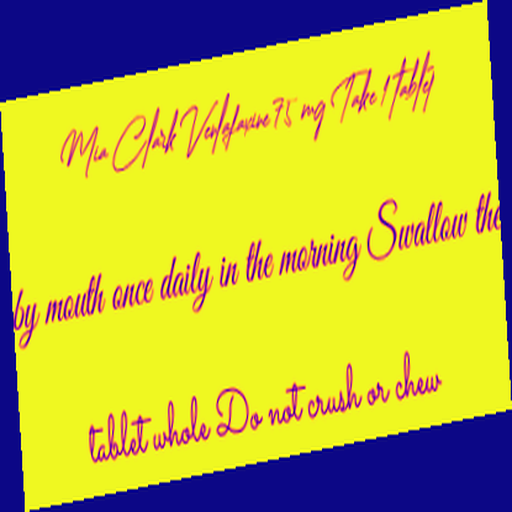 Mia Clark Venlafaxine 75 mg Take 1 tablet
by mouth once daily in the morning Swallow the
tablet whole Do not crush or chew